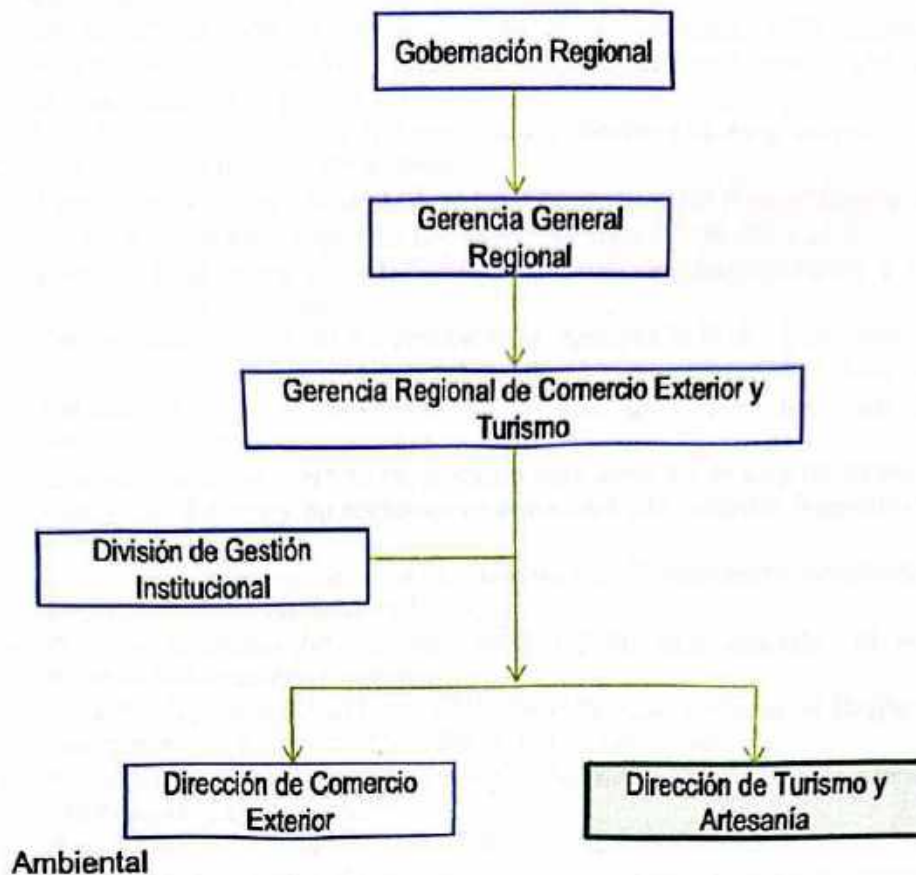 Gobernación Regional
Gerencia General
Regional
Gerencia Regional de Comercio Exterior y
Turismo
División de Gestión
Institucional
Dirección de Comercio
Exterior
Dirección de Turismo y
Artesanía
Ambiental